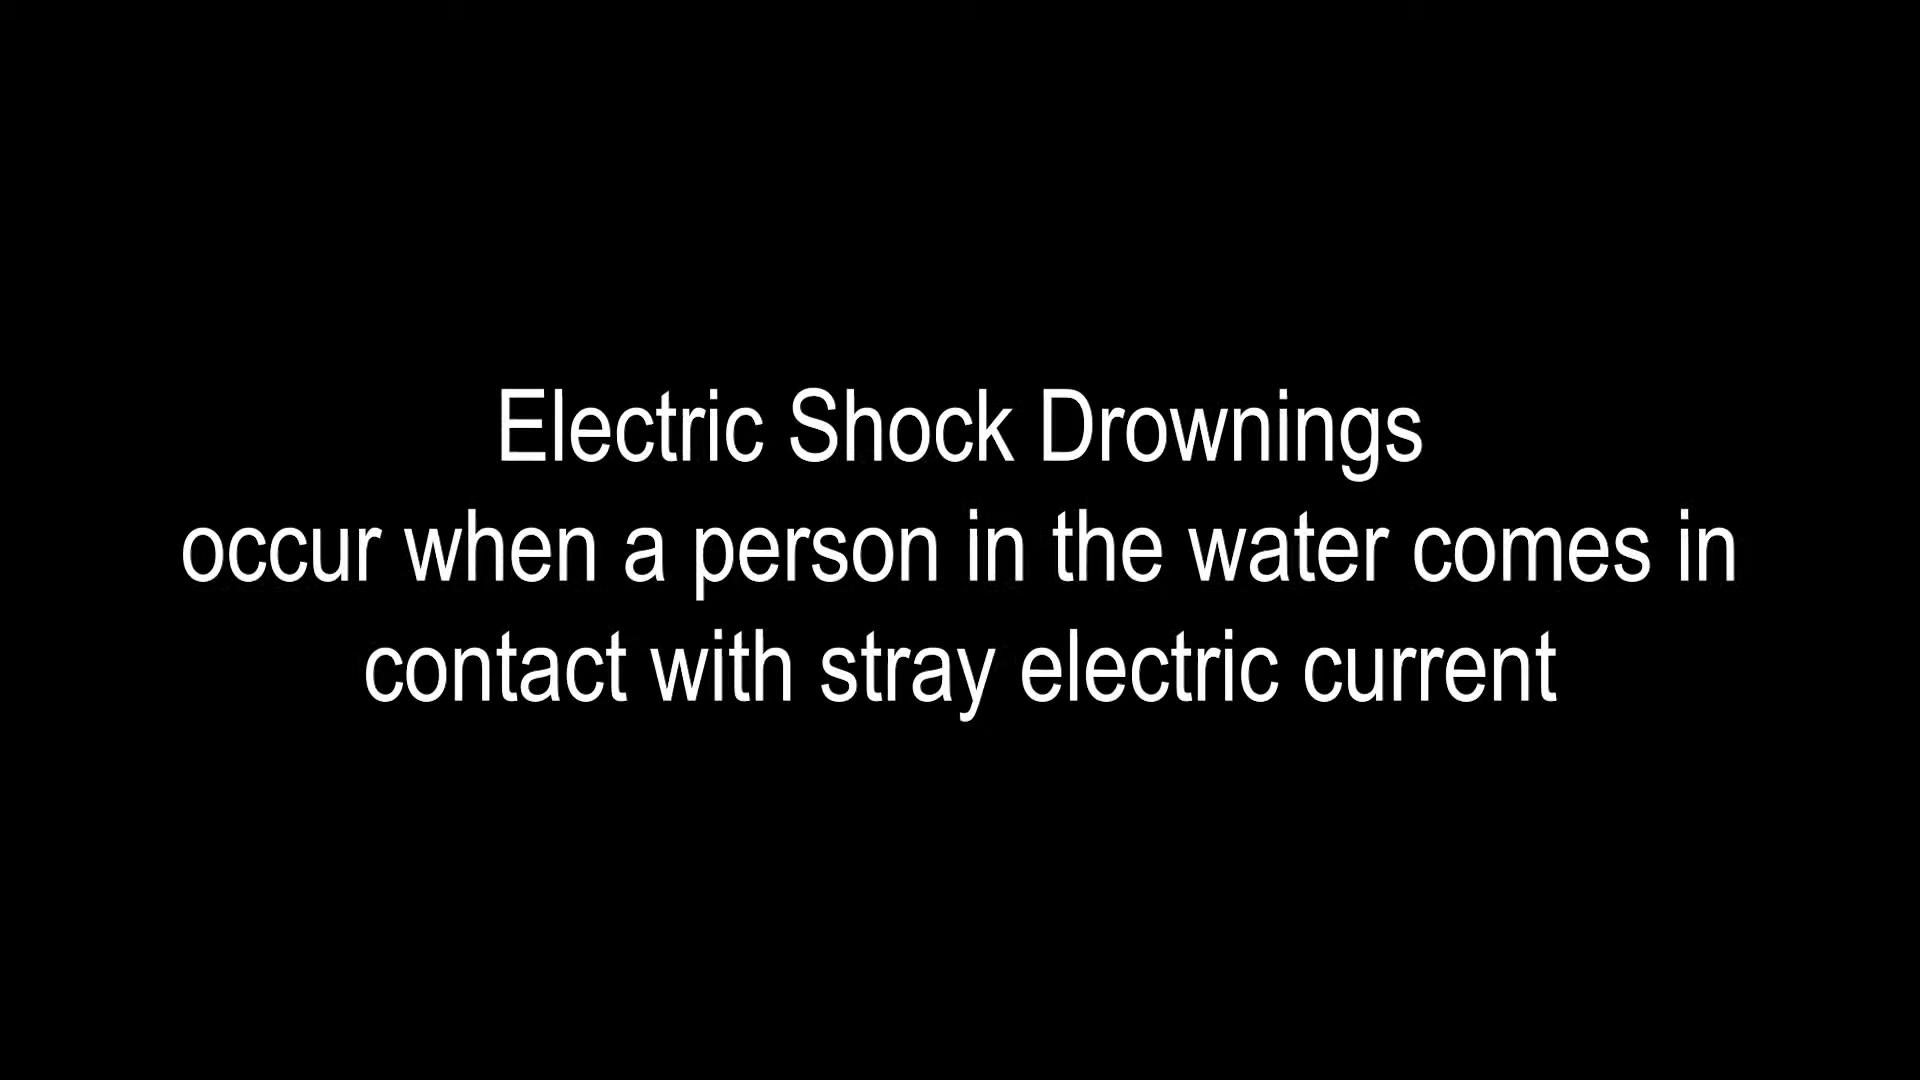 Electric Shock Drownings
occur when a person in the water comes in
contact with stray electric current